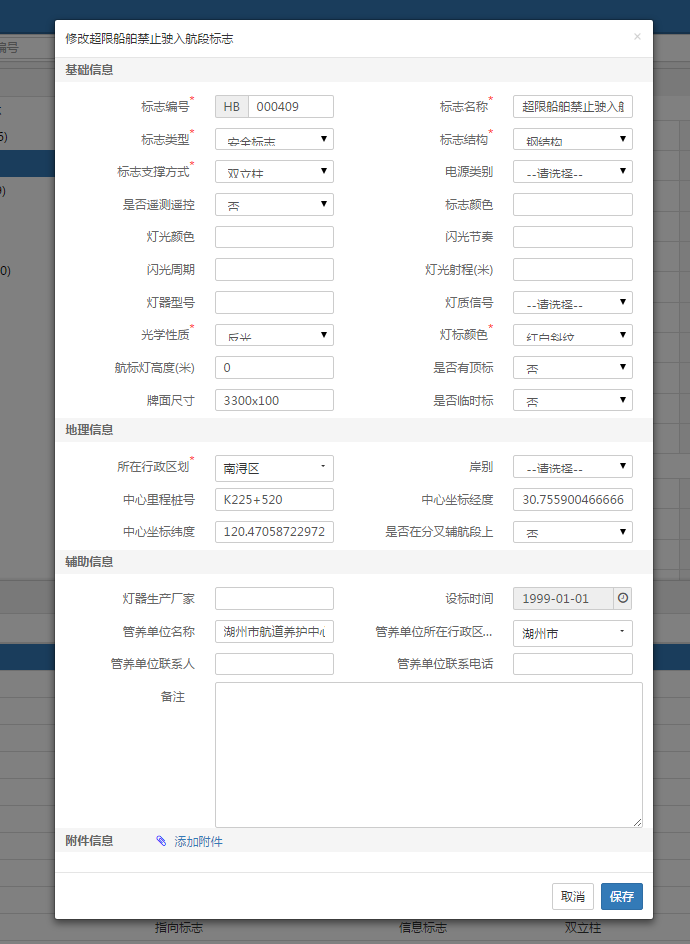 编号
5)
9)
0)
修改超限船舶禁止驶入航段标志 ×
基础信息
标志编号* HB 000409 标志名称* 超限船舶禁止驶入航
标志类型* 安全标志 标志结构* 钢结构
标志支撑方式* 双立柱 电源类别 --请选择--
是否遥测遥控 否 标志颜色
灯光颜色 闪光节奏
闪光周期 灯光射程(米)
灯器型号 灯质信号 --请选择--
光学性质* 反光 灯标颜色* 红白斜纹
航标灯高度(米) 0 是否有顶标 否
牌面尺寸 3300x100 是否临时标 否
地理信息
所在行政区划* 南浔区 岸别 --请选择--
中心里程桩号 K225+520 中心坐标经度 30.755900466666
中心坐标纬度 120.47058722972 是否在分叉辅航段上 否
辅助信息
灯器生产厂家 设标时间 1999-01-01
管养单位名称 湖州市航道养护中心 管养单位所在行政区... 湖州市
管养单位联系人 管养单位联系电话
备注
附件信息 添加附件
取消 保存
指向标志 信息标志 双立柱